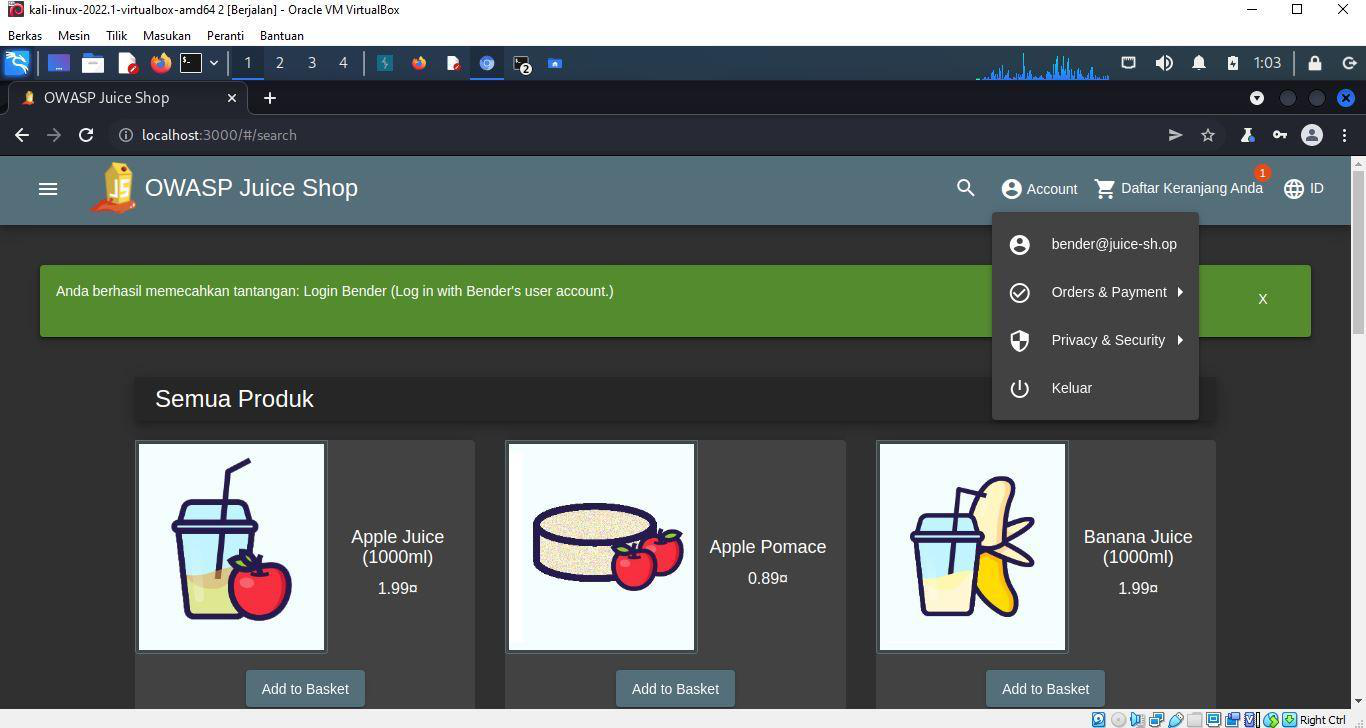 kali-linux-2022.1-virtualbox-amd64 2 [Berjalan] - Oracle VM VirtualBox
Berkas Mesin Tilik Masukan Peranti Bantuan
1 2 3 4 2 1:03
OWASP Juice Shop
localhost:3000/#/search
JS OWASP Juice Shop Account Daftar Keranjang Anda 1 ID
bender@juice-sh.op
Orders & Payment
Privacy & Security
Keluar
Anda berhasil memecahkan tantangan: Login Bender (Log in with Bender's user account.)
X
Semua Produk
Apple Juice
(1000ml)
1.99¤
Add to Basket
Apple Pomace
0.89¤
Add to Basket
Banana Juice
(1000ml)
1.99¤
Add to Basket
Right Ctrl